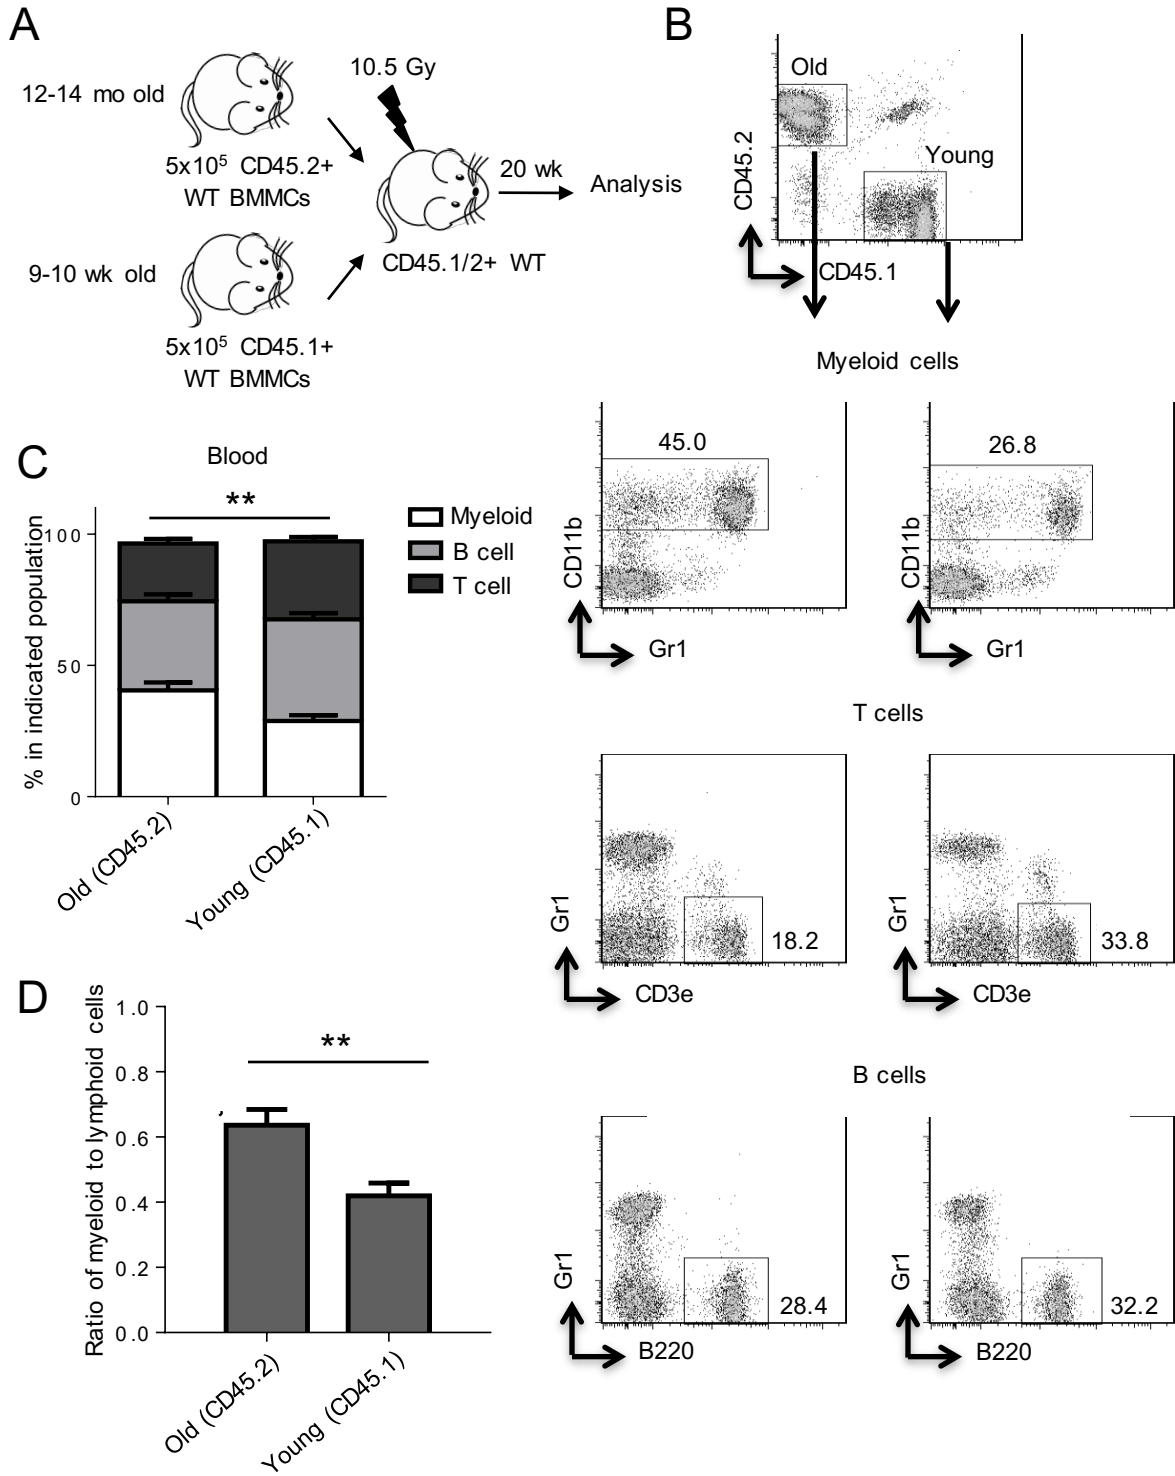 A
12-14 mo old
5x10⁵ CD45.2+
WT BMMCs
10.5 Gy
20 wk
Analysis
9-10 wk old
CD45.1/2+ WT
5x10⁵ CD45.1+
WT BMMCs
B
Old
Young
CD45.2
CD45.1
Myeloid cells
45.0
26.8
CD11b
CD11b
Gr1
Gr1
T cells
Gr1
18.2
Gr1
33.8
CD3e
CD3e
B cells
Gr1
28.4
Gr1
32.2
B220
B220
C
Blood
**
Myeloid
B cell
T cell
% in indicated population
100
50
0
Old (CD45.2)
Young (CD45.1)
D
**
Ratio of myeloid to lymphoid cells
1.0
0.8
0.6
0.4
0.2
0.0
Old (CD45.2)
Young (CD45.1)